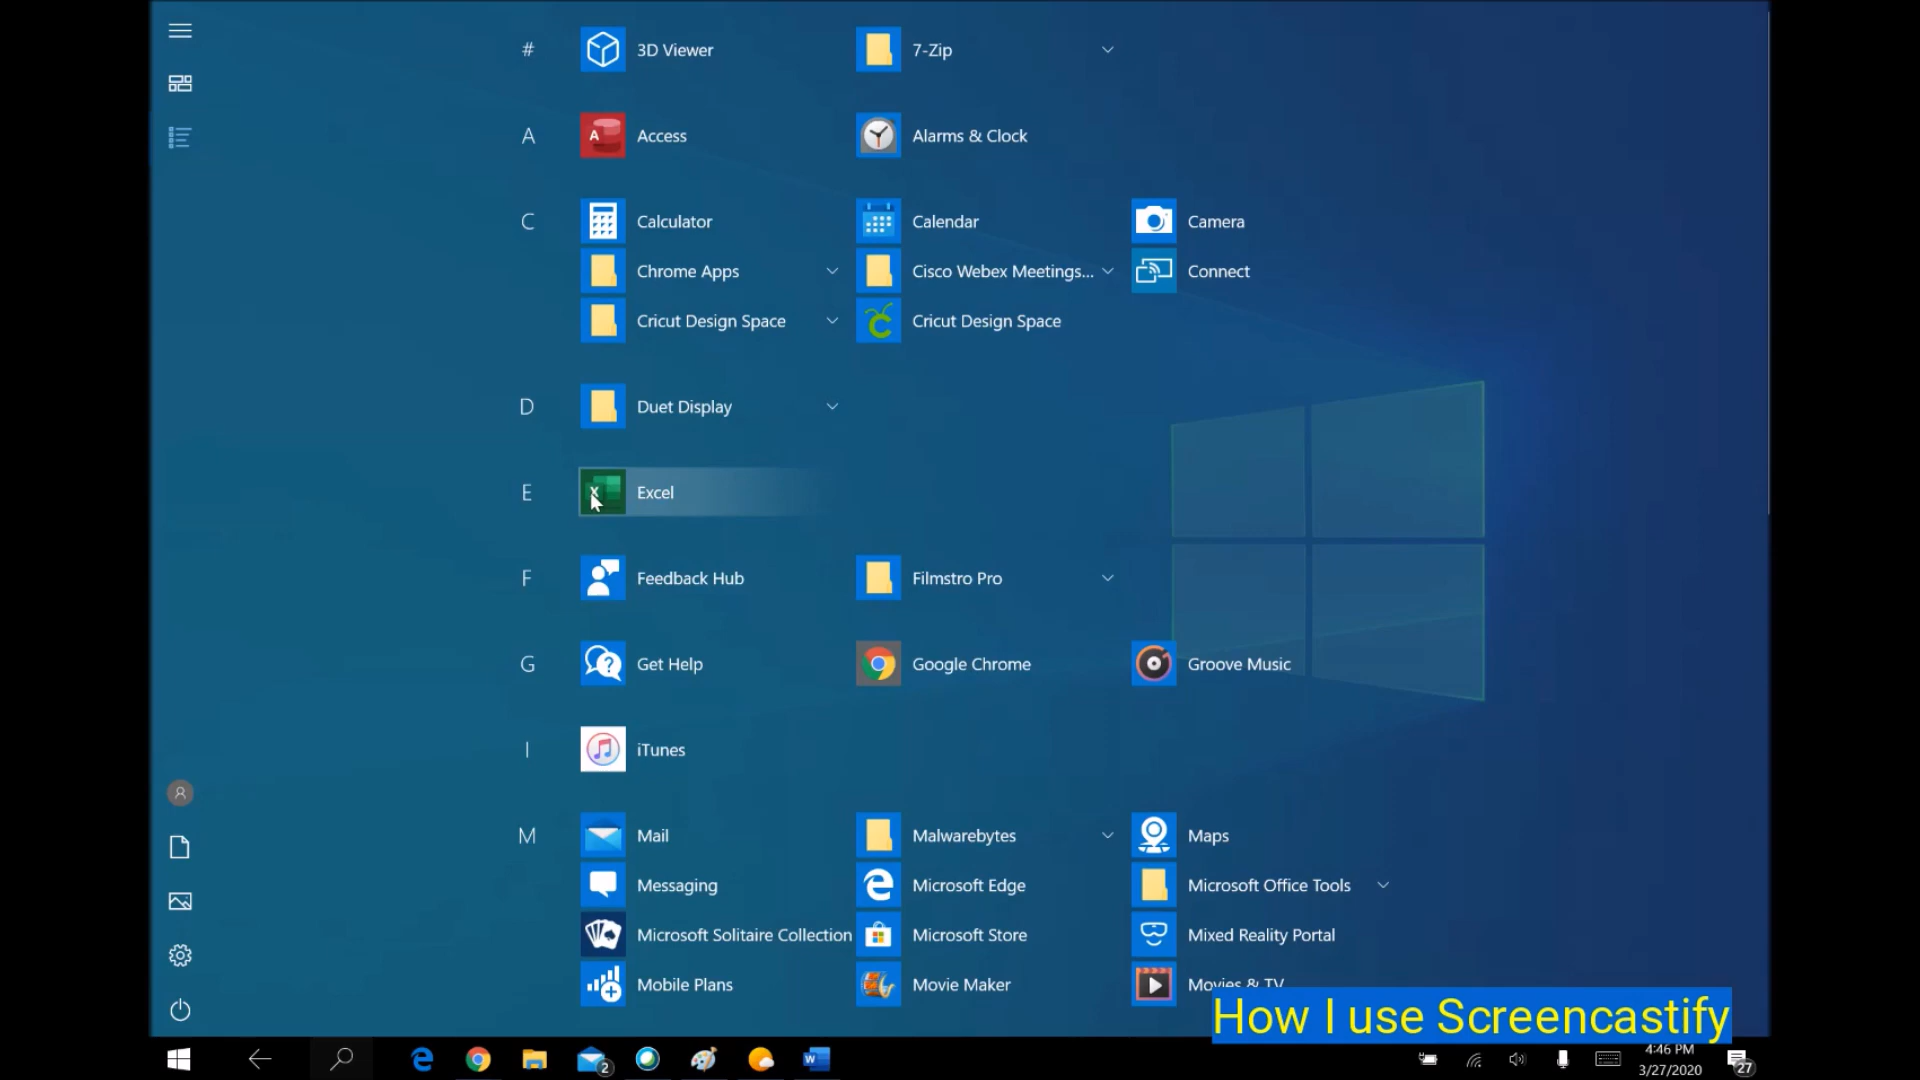 # 3D Viewer 7-Zip
A Access Alarms & Clock
C Calculator Calendar Camera
Chrome Apps Cisco Webex Meetings... Connect
Cricut Design Space Cricut Design Space
D Duet Display
E Excel
F Feedback Hub Filmstro Pro
G Get Help Google Chrome Groove Music
I iTunes
M Mail Malwarebytes Maps
Messaging Microsoft Edge Microsoft Office Tools
Microsoft Solitaire Collection Microsoft Store Mixed Reality Portal
Mobile Plans Movie Maker Movies & TV
How I use Screencastify
2
4:46 PM
3/27/2020
27